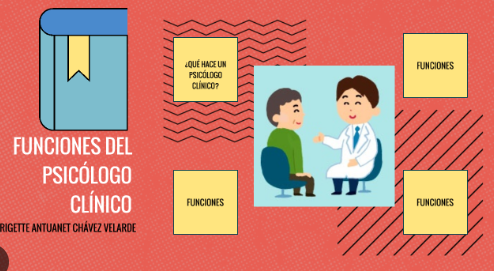 FUNCIONES DEL
PSICÓLOGO
CLÍNICO
RIGETTE ANTUANET CHÁVEZ VELARDE
¿QUÉ HACE UN
PSICÓLOGO
CLÍNICO?
FUNCIONES
FUNCIONES
FUNCIONES